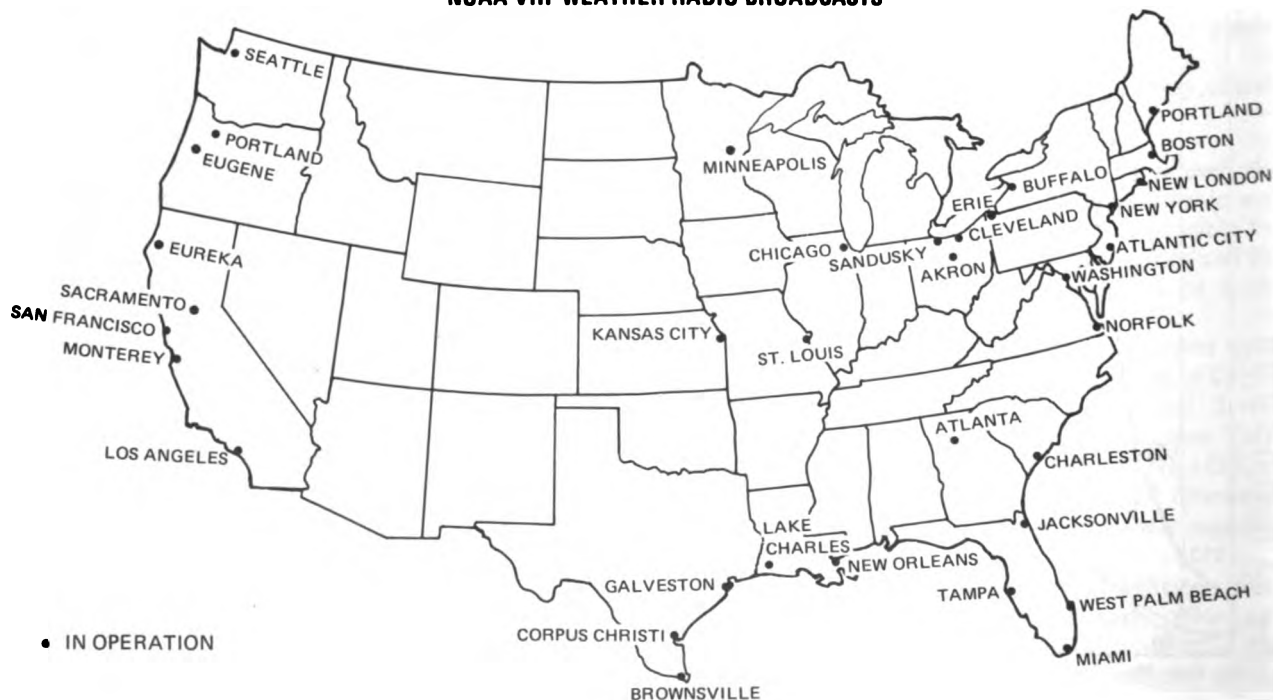 NOAA VHF WEATHER RADIO BROADCASTS
SEATTLE
PORTLAND
EUGENE
EUREKA
SACRAMENTO
SAN FRANCISCO
MONTEREY
LOS ANGELES
MINNEAPOLIS
CHICAGO
SANDUSKY
ERIE
CLEVELAND
AKRON
BUFFALO
PORTLAND
BOSTON
NEW LONDON
NEW YORK
ATLANTIC CITY
WASHINGTON
NORFOLK
KANSAS CITY
ST. LOUIS
ATLANTA
CHARLESTON
JACKSONVILLE
LAKE
CHARLES
NEW ORLEANS
GALVESTON
CORPUS CHRISTI
BROWNSVILLE
TAMPA
WEST PALM BEACH
MIAMI
• IN OPERATION